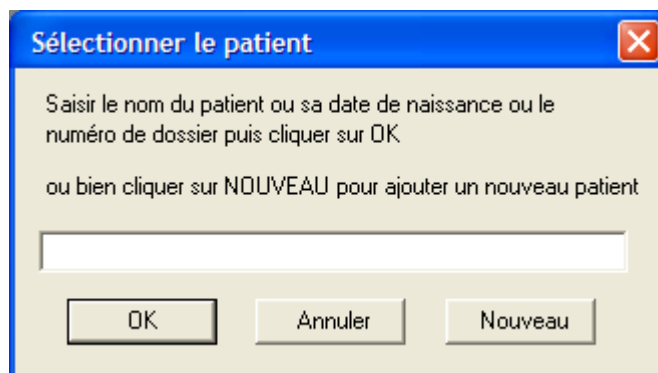 Sélectionner le patient
Saisir le nom du patient ou sa date de naissance ou le
numéro de dossier puis cliquer sur OK
ou bien cliquer sur NOUVEAU pour ajouter un nouveau patient
OK Annuler Nouveau